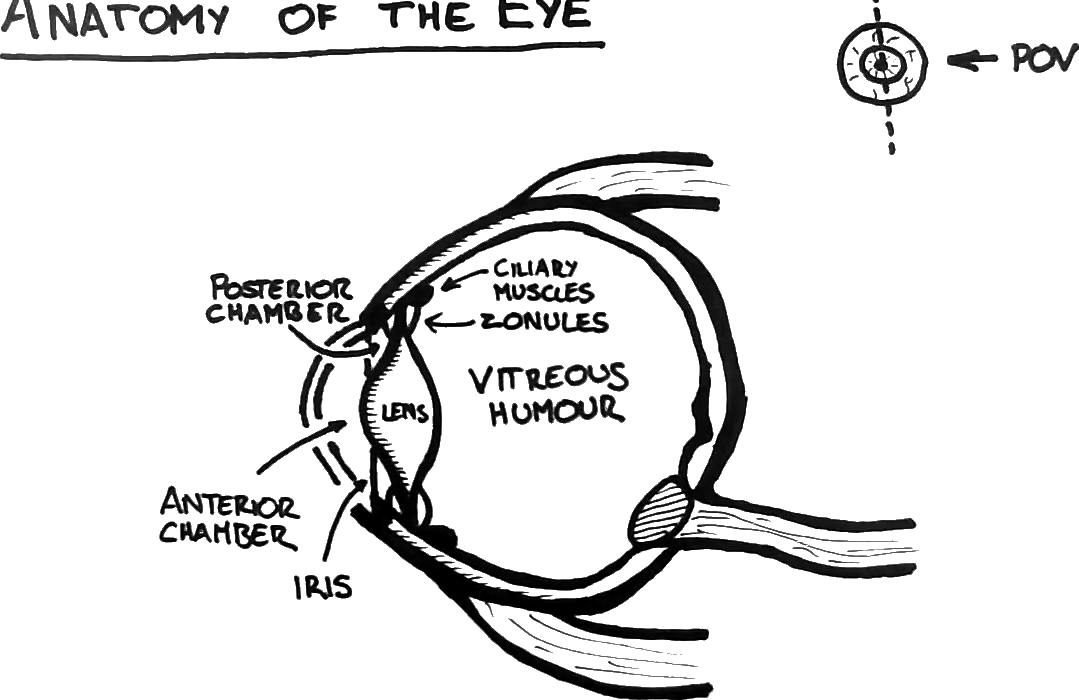 ANATOMY OF THE EYE
POV
CILIARY
MUSCLES
POSTERIOR
CHAMBER
ZONULES
VITREOUS
HUMOUR
LENS
ANTERIOR
CHAMBER
IRIS